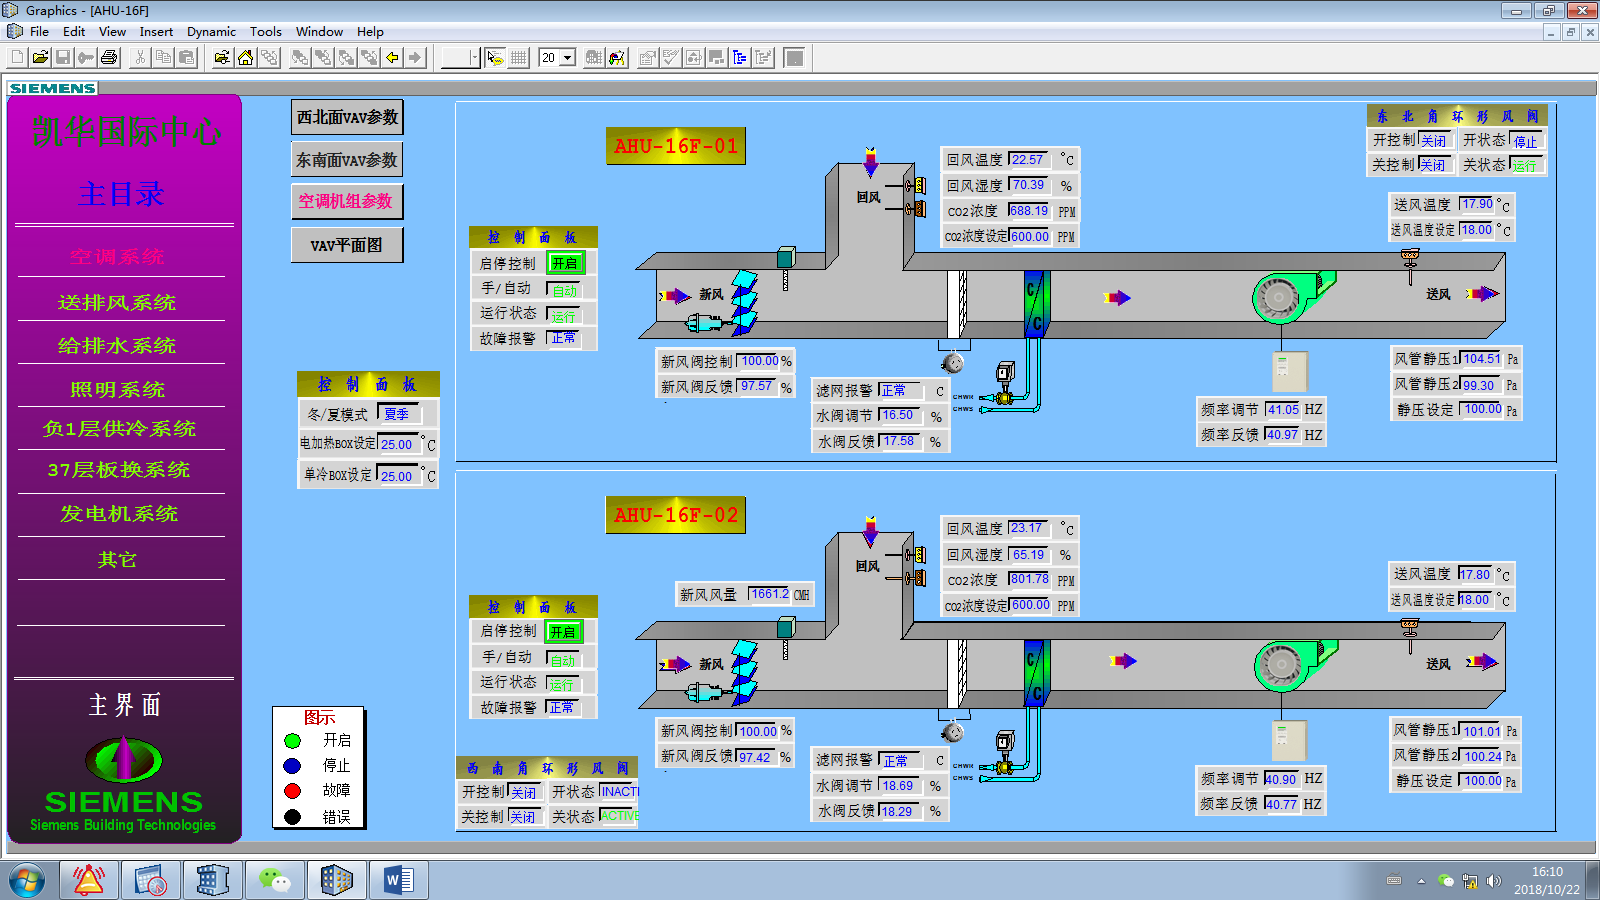 Graphics - [AHU-16F]
File Edit View Insert Dynamic Tools Window Help
20
SIEMENS
凯华国际中心
主目录
空调系统
送排风系统
给排水系统
照明系统
负1层供冷系统
37层板换系统
发电机系统
其它
主界面
SIEMENS
Siemens Building Technologies
西北面VAV参数
东南面VAV参数
空调机组参数
VAV平面图
控制面板
冬/夏模式 夏季
电加热BOX设定 25.00 °C
单冷BOX设定 25.00 °C
图示
开启
停止
故障
错误
AHU-16F-01
控制面板
启停控制 开启
手/自动 自动
运行状态 运行
故障报警 正常
回风
新风
送风
回风温度 22.57 °C
回风湿度 70.39 %
CO2浓度 688.19 PPM
CO2浓度设定 600.00 PPM
东北角环形风阀
开控制 关闭 开状态 停止
关控制 关闭 关状态 运行
送风温度 17.90 °C
送风温度设定 18.00 °C
新风阀控制 100.00 %
新风阀反馈 97.57 %
滤网报警 正常 C
水阀调节 16.50 %
水阀反馈 17.58 %
CHWR
CHWS
C
C
频率调节 41.05 HZ
频率反馈 40.97 HZ
风管静压1 104.51 Pa
风管静压2 99.30 Pa
静压设定 100.00 Pa
AHU-16F-02
控制面板
启停控制 开启
手/自动 自动
运行状态 运行
故障报警 正常
新风风量 1661.2 CMH
回风
新风
送风
回风温度 23.17 °C
回风湿度 65.19 %
CO2浓度 801.78 PPM
CO2浓度设定 600.00 PPM
送风温度 17.80 °C
送风温度设定 18.00 °C
新风阀控制 100.00 %
新风阀反馈 97.42 %
西南角环形风阀
开控制 关闭 开状态 INACTI
关控制 关闭 关状态 ACTIVE
滤网报警 正常 C
水阀调节 18.69 %
水阀反馈 18.29 %
CHWR
CHWS
C
C
频率调节 40.90 HZ
频率反馈 40.77 HZ
风管静压1 101.01 Pa
风管静压2 100.24 Pa
静压设定 100.00 Pa
16:10
2018/10/22